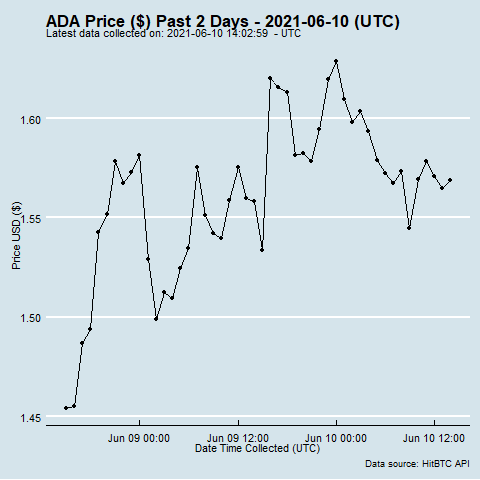 ADA Price ($) Past 2 Days - 2021-06-10 (UTC)
Latest data collected on: 2021-06-10 14:02:59 - UTC
1.60
1.55
Price USD ($)
1.50
1.45
Jun 09 00:00 Jun 09 12:00 Jun 10 00:00 Jun 10 12:00
Date Time Collected (UTC)
Data source: HitBTC API